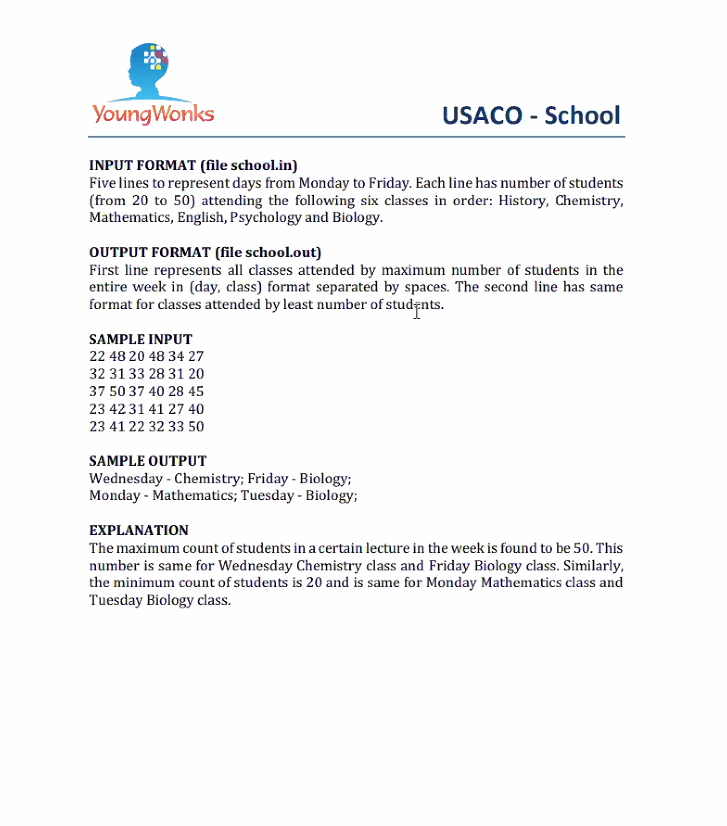 YoungWonks
USACO - School
INPUT FORMAT (file school.in)
Five lines to represent days from Monday to Friday. Each line has number of students
(from 20 to 50) attending the following six classes in order: History, Chemistry,
Mathematics, English, Psychology and Biology.
OUTPUT FORMAT (file school.out)
First line represents all classes attended by maximum number of students in the
entire week in (day, class) format separated by spaces. The second line has same
format for classes attended by least number of students.
SAMPLE INPUT
22 48 20 48 34 27
32 31 33 28 31 20
37 50 37 40 28 45
23 42 31 41 27 40
23 41 22 32 33 50
SAMPLE OUTPUT
Wednesday - Chemistry; Friday - Biology;
Monday - Mathematics; Tuesday - Biology;
EXPLANATION
The maximum count of students in a certain lecture in the week is found to be 50. This
number is same for Wednesday Chemistry class and Friday Biology class. Similarly,
the minimum count of students is 20 and is same for Monday Mathematics class and
Tuesday Biology class.